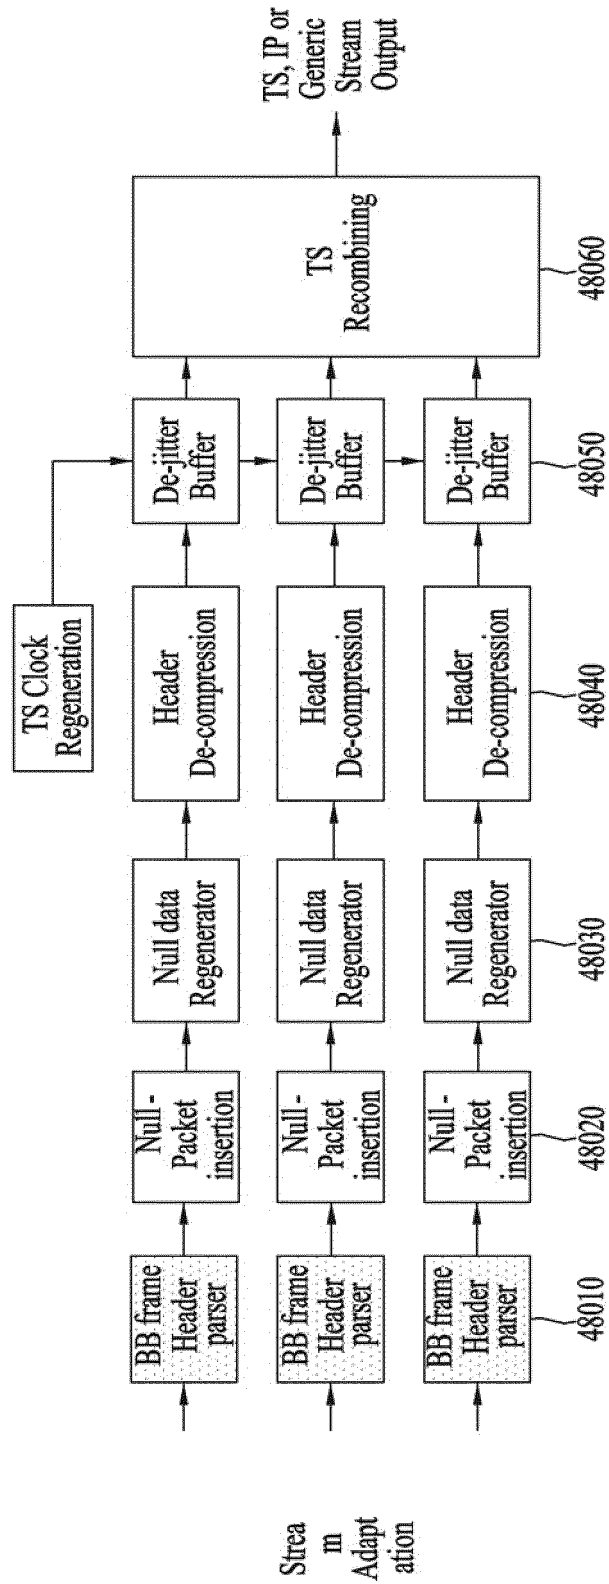 Strea
m
Adapt
ation
BB frame
Header
parser
Null -
Packet
insertion
Null data
Regenerator
Header
De-compression
De-jitter
Buffer
TS Clock
Regeneration
BB frame
Header
parser
Null -
Packet
insertion
Null data
Regenerator
Header
De-compression
De-jitter
Buffer
BB frame
Header
parser
Null -
Packet
insertion
Null data
Regenerator
Header
De-compression
De-jitter
Buffer
TS
Recombining
TS, IP or
Generic
Stream
Output
48010
48020
48030
48040
48050
48060